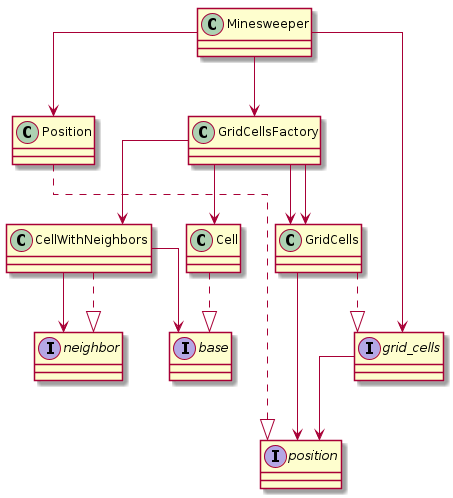 C Minesweeper
C Position
C GridCellsFactory
C CellWithNeighbors
C Cell
C GridCells
I neighbor
I base
I grid_cells
I position